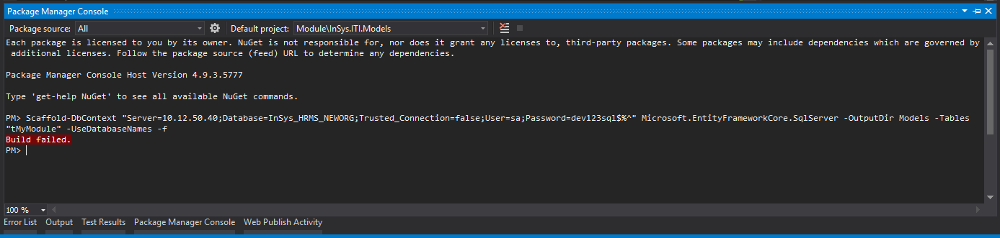 Package Manager Console
Package source: All Default project: Module\InSys.ITI.Models
Each package is licensed to you by its owner. NuGet is not responsible for, nor does it grant any licenses to, third-party packages. Some packages may include dependencies which are governed by
additional licenses. Follow the package source (feed) URL to determine any dependencies.
Package Manager Console Host Version 4.9.3.5777
Type 'get-help NuGet' to see all available NuGet commands.
PM> Scaffold-DbContext "Server=10.12.50.40;Database=InSys_HRMS_NEWORG;Trusted_Connection=false;User=sa;Password=dev123sql$%^" Microsoft.EntityFrameworkCore.SqlServer -OutputDir Models -Tables
"tMyModule" -UseDatabaseNames -f
Build failed.
PM>
100 %
Error List Output Test Results Package Manager Console Web Publish Activity